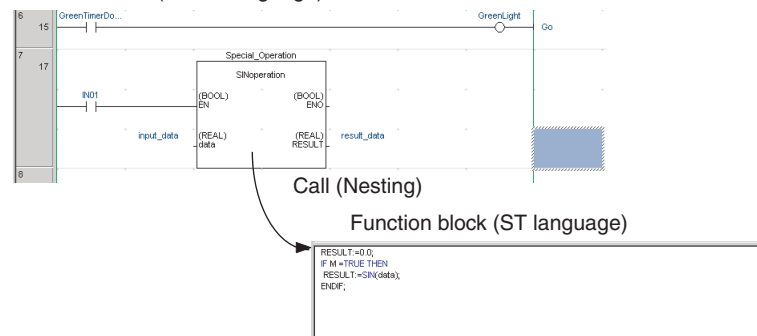 6
15
GreenTimerDo...
GreenLight
Go
7
17
Special_Operation
SINoperation
IN01
(BOOL)
EN
(BOOL)
ENO
input_data
(REAL)
data
(REAL)
RESULT
result_data
8
Call (Nesting)
Function block (ST language)
RESULT:=0.0;
IF M =TRUE THEN
RESULT:=SIN(data);
ENDIF;